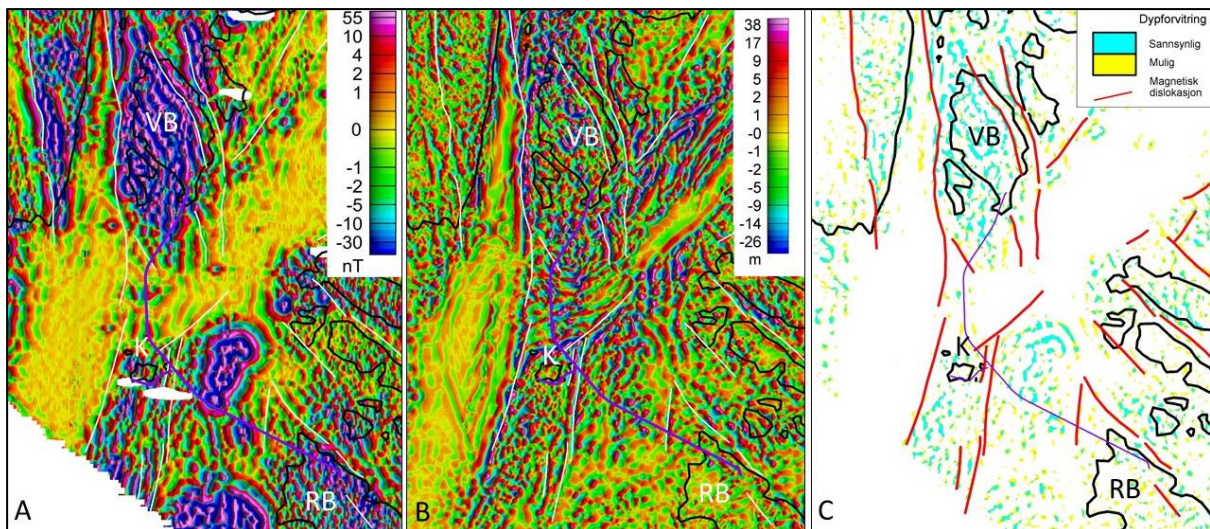 55
10
4
2
1
0
-1
-2
-5
-10
-30
nT
VB
K
RB
A
38
17
9
5
2
1
-0
-2
-5
-9
-14
-26
m
VB
K
RB
B
Dypforvitring
Sannsynlig
Mulig
Magnetisk
dislokasjon
VB
K
RB
C